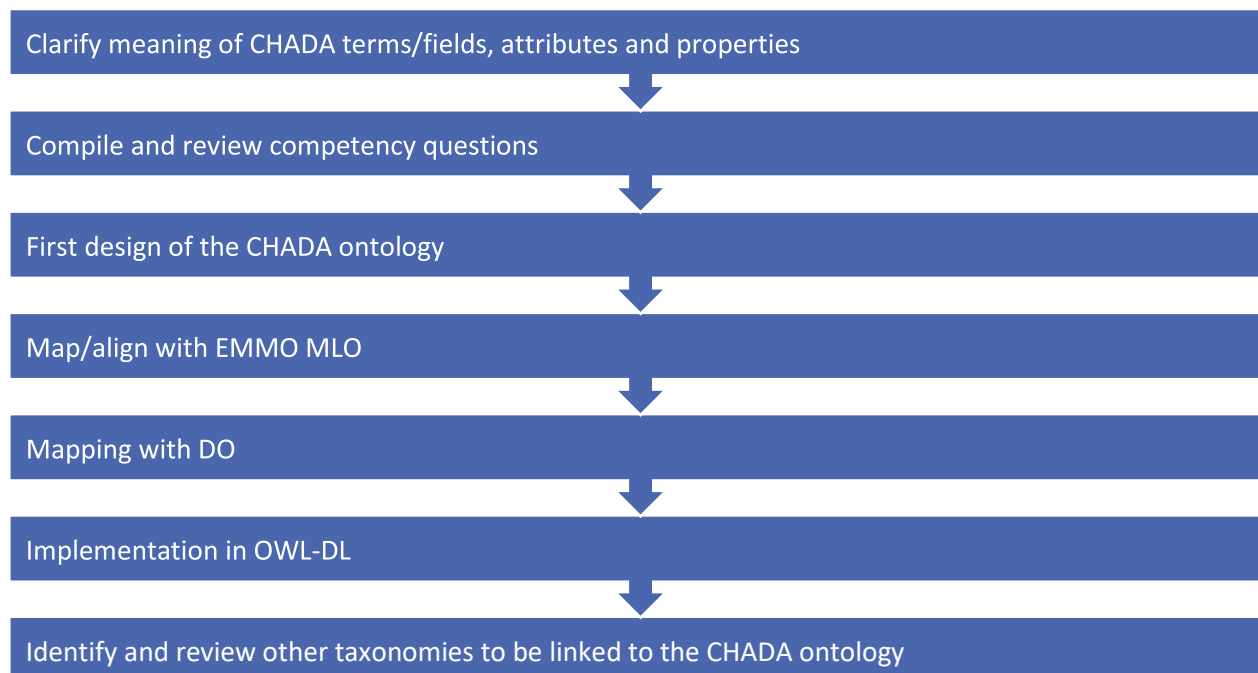 Clarify meaning of CHADA terms/fields, attributes and properties
Compile and review competency questions
First design of the CHADA ontology
Map/align with EMMO MLO
Mapping with DO
Implementation in OWL-DL
Identify and review other taxonomies to be linked to the CHADA ontology